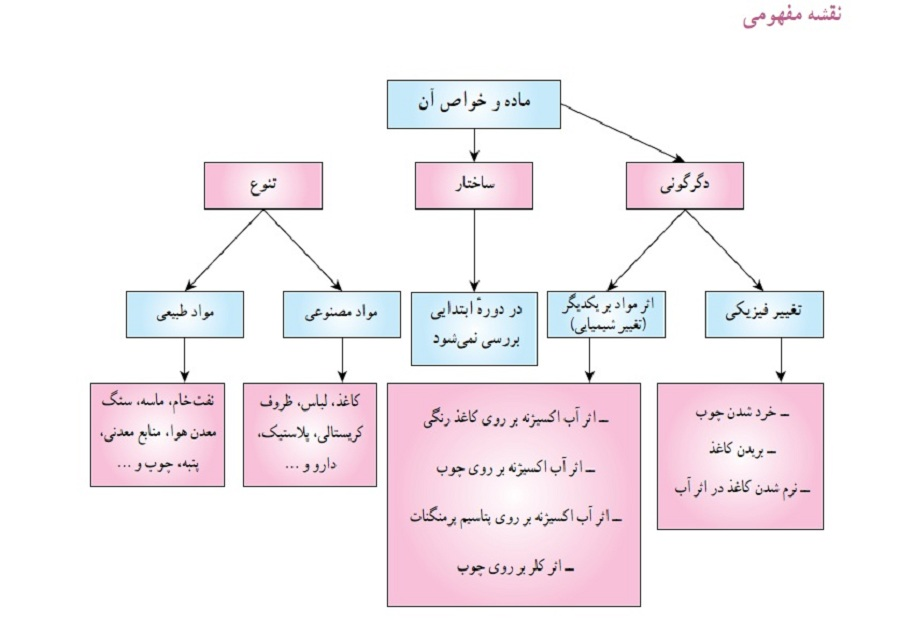 نقشه مفهومی
ماده و خواص آن
دگرگونی
ساختار
تنوع
تغییر فیزیکی
اثر مواد بر یکدیگر
(تغییر شیمیایی)
در دورهٔ ابتدایی
بررسی نمی‌شود
مواد مصنوعی
مواد طبیعی
ـ خرد شدن چوب
ـ بریدن کاغذ
ـ نرم شدن کاغذ در اثر آب
ـ اثر آب اکسیژنه بر روی کاغذ رنگی
ـ اثر آب اکسیژنه بر روی چوب
ـ اثر آب اکسیژنه بر روی پتاسیم پرمنگنات
ـ اثر کلر بر روی چوب
کاغذ، لباس، ظروف
کریستالی، پلاستیک،
دارو و ...
نفت‌خام، ماسه، سنگ
معدن هوا، منابع معدنی،
پنبه، چوب و ...